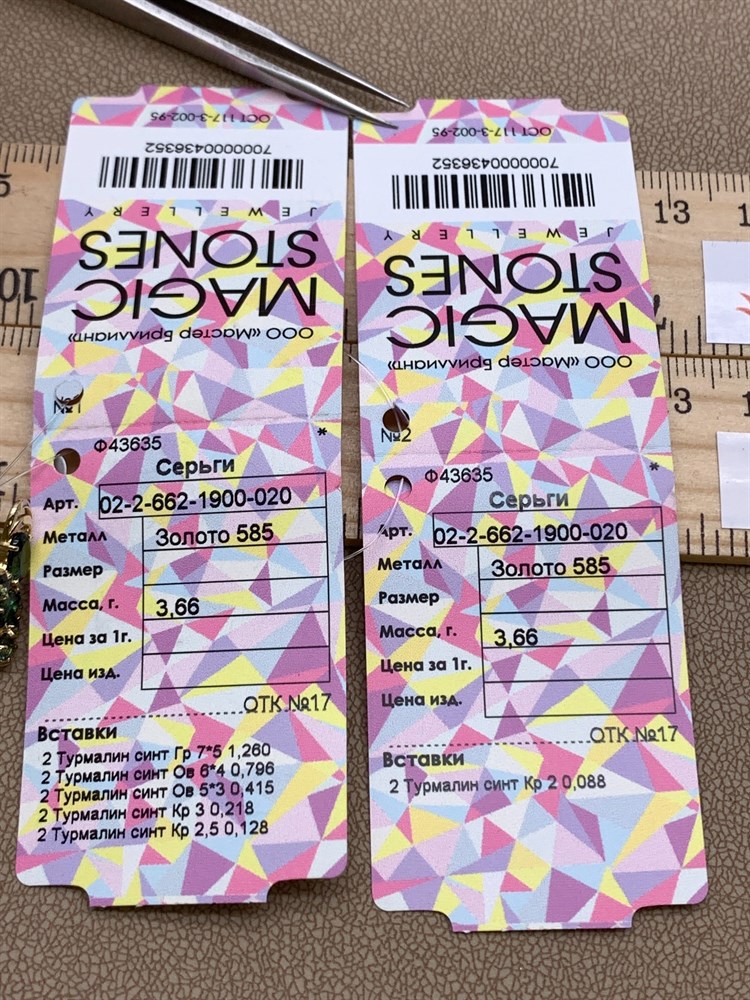 ОСТ 117-3-002-95
700000436352
JEWELLERY
STONES
MAGIC
ООО «Мастер Бриллиант»
№1
Ф43635
*
Серьги
Арт. 02-2-662-1900-020
Металл Золото 585
Размер
Масса, г. 3,66
Цена за 1г.
Цена изд.
ОТК №17
Вставки
2 Турмалин синт Гр 7*5 1,260
2 Турмалин синт Ов 6*4 0,796
2 Турмалин синт Ов 5*3 0,415
2 Турмалин синт Кр 3 0,218
2 Турмалин синт Кр 2,5 0,128
ОСТ 117-3-002-95
700000436352
JEWELLERY
STONES
MAGIC
ООО «Мастер Бриллиант»
№2
Ф43635
*
Серьги
Арт. 02-2-662-1900-020
Металл Золото 585
Размер
Масса, г. 3,66
Цена за 1г.
Цена изд.
ОТК №17
Вставки
2 Турмалин синт Кр 2 0,088
13
3